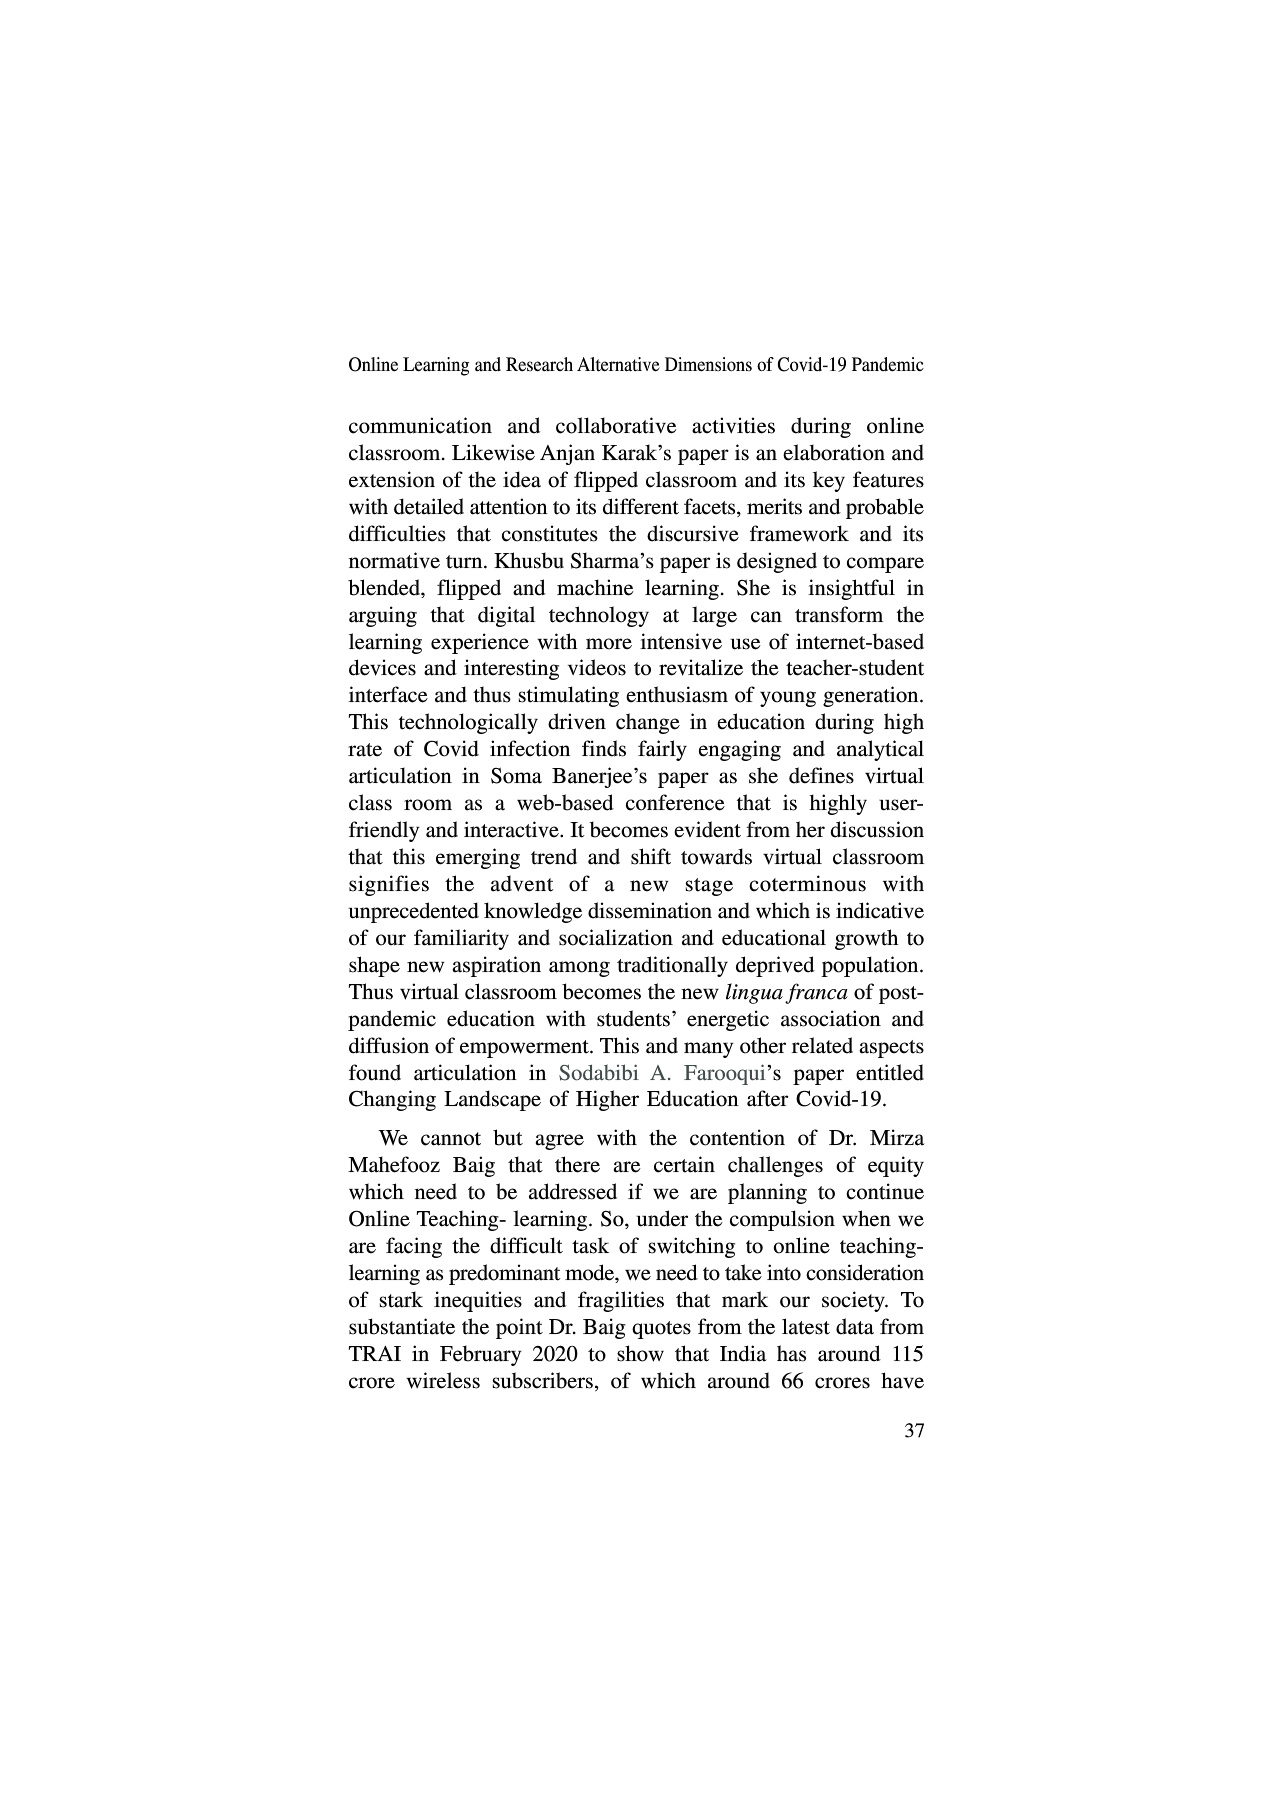 Online Learning and Research Alternative Dimensions of Covid-19 Pandemic
communication and collaborative activities during online
classroom. Likewise Anjan Karak’s paper is an elaboration and
extension of the idea of flipped classroom and its key features
with detailed attention to its different facets, merits and probable
difficulties that constitutes the discursive framework and its
normative turn. Khusbu Sharma’s paper is designed to compare
blended, flipped and machine learning. She is insightful in
arguing that digital technology at large can transform the
learning experience with more intensive use of internet-based
devices and interesting videos to revitalize the teacher-student
interface and thus stimulating enthusiasm of young generation.
This technologically driven change in education during high
rate of Covid infection finds fairly engaging and analytical
articulation in Soma Banerjee’s paper as she defines virtual
class room as a web-based conference that is highly user-
friendly and interactive. It becomes evident from her discussion
that this emerging trend and shift towards virtual classroom
signifies the advent of a new stage coterminous with
unprecedented knowledge dissemination and which is indicative
of our familiarity and socialization and educational growth to
shape new aspiration among traditionally deprived population.
Thus virtual classroom becomes the new lingua franca of post-
pandemic education with students’ energetic association and
diffusion of empowerment. This and many other related aspects
found articulation in Sodabibi A. Farooqui’s paper entitled
Changing Landscape of Higher Education after Covid-19.
We cannot but agree with the contention of Dr. Mirza
Mahefooz Baig that there are certain challenges of equity
which need to be addressed if we are planning to continue
Online Teaching- learning. So, under the compulsion when we
are facing the difficult task of switching to online teaching-
learning as predominant mode, we need to take into consideration
of stark inequities and fragilities that mark our society. To
substantiate the point Dr. Baig quotes from the latest data from
TRAI in February 2020 to show that India has around 115
crore wireless subscribers, of which around 66 crores have
37